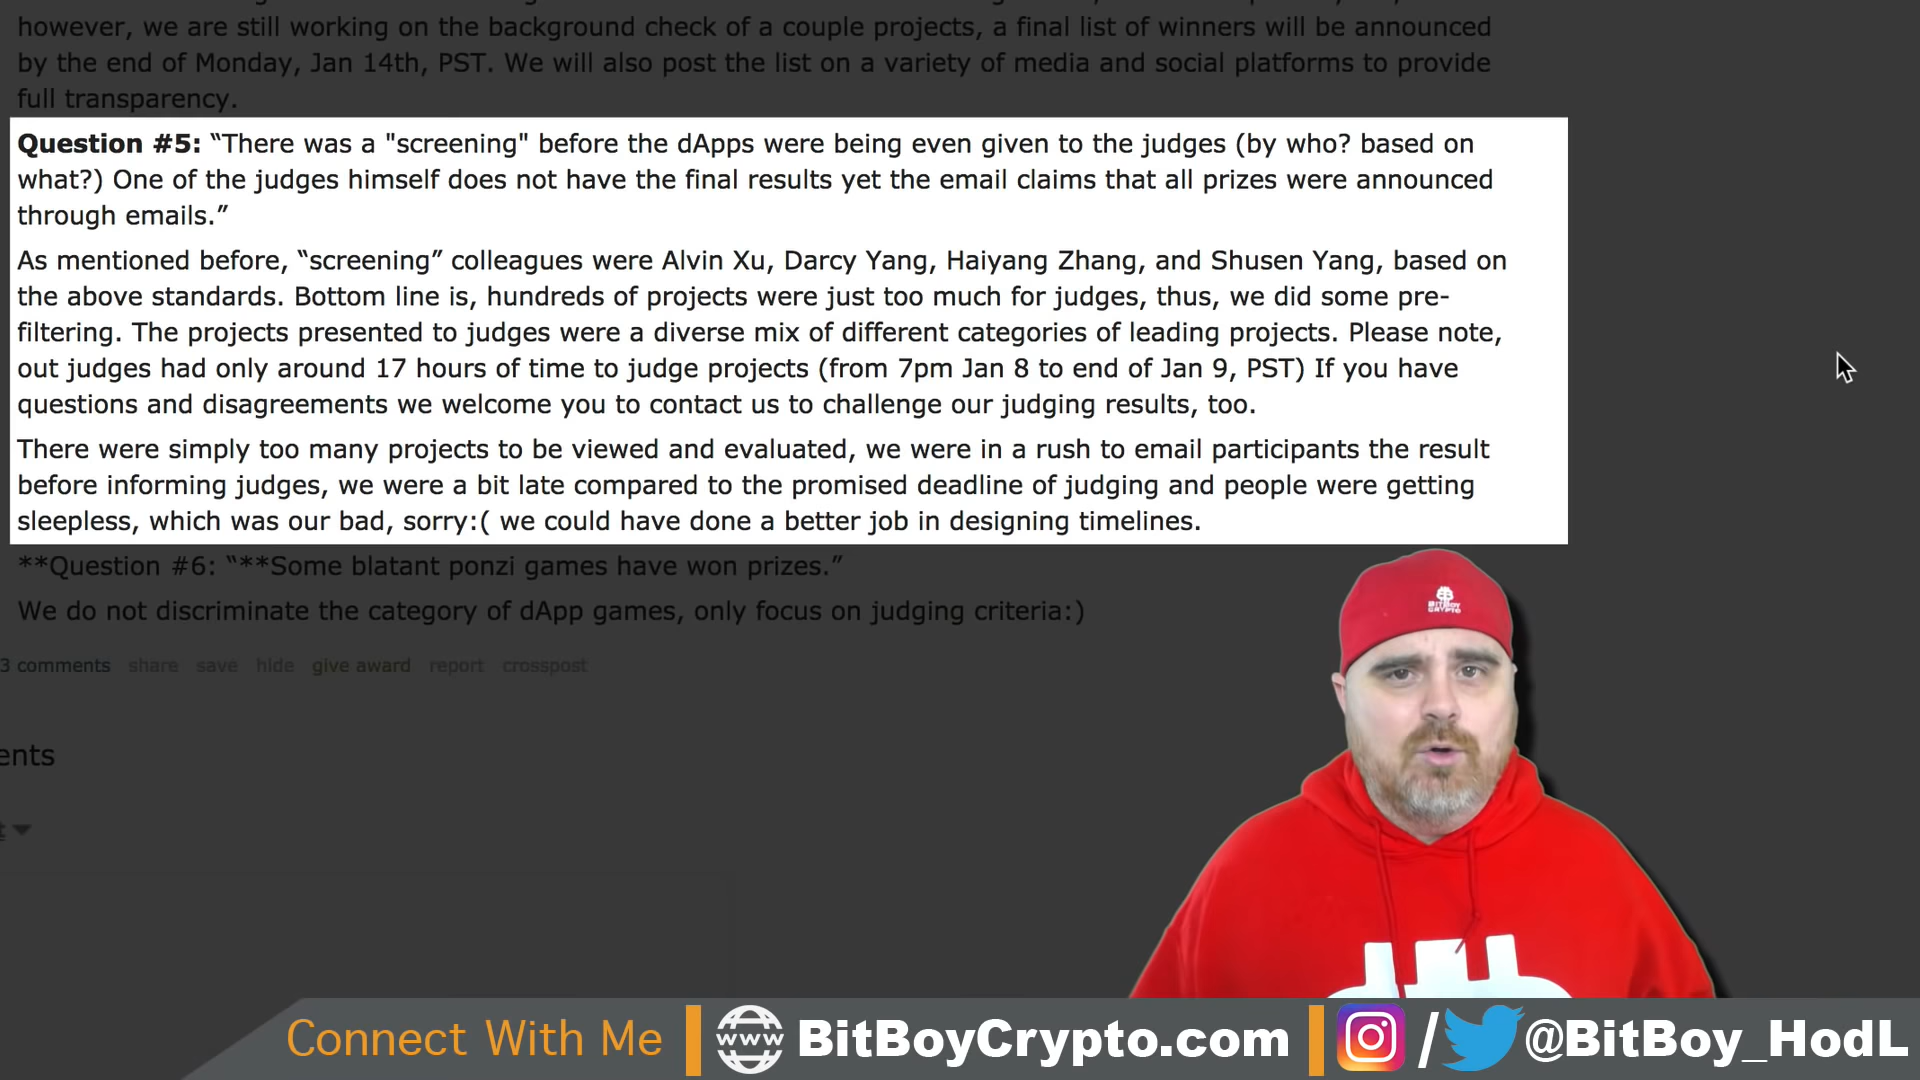 however, we are still working on the background check of a couple projects, a final list of winners will be announced
by the end of Monday, Jan 14th, PST. We will also post the list on a variety of media and social platforms to provide
full transparency.
Question #5: “There was a "screening" before the dApps were being even given to the judges (by who? based on
what?) One of the judges himself does not have the final results yet the email claims that all prizes were announced
through emails.”
As mentioned before, “screening” colleagues were Alvin Xu, Darcy Yang, Haiyang Zhang, and Shusen Yang, based on
the above standards. Bottom line is, hundreds of projects were just too much for judges, thus, we did some pre-
filtering. The projects presented to judges were a diverse mix of different categories of leading projects. Please note,
out judges had only around 17 hours of time to judge projects (from 7pm Jan 8 to end of Jan 9, PST) If you have
questions and disagreements we welcome you to contact us to challenge our judging results, too.
There were simply too many projects to be viewed and evaluated, we were in a rush to email participants the result
before informing judges, we were a bit late compared to the promised deadline of judging and people were getting
sleepless, which was our bad, sorry:( we could have done a better job in designing timelines.
**Question #6: “**Some blatant ponzi games have won prizes.”
We do not discriminate the category of dApp games, only focus on judging criteria:)
3 comments share save hide give award report crosspost
BITBOY
CRYPTO
ents
Connect With Me www BitBoyCrypto.com / @BitBoy_HodL